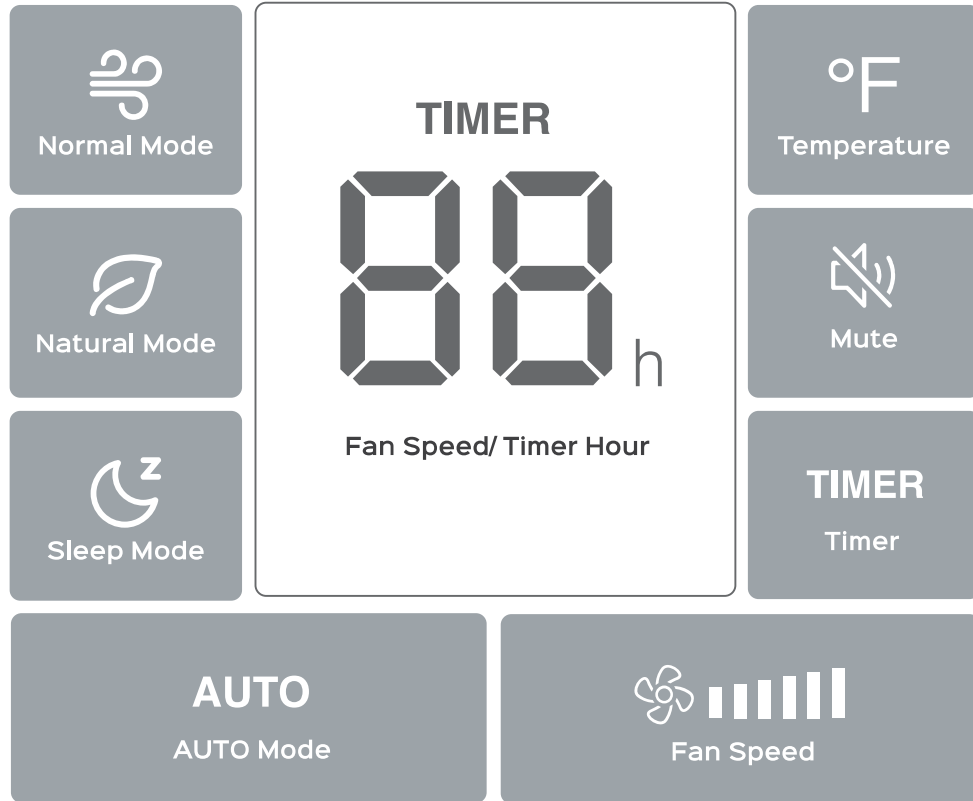 Normal Mode
Natural Mode
z
Sleep Mode
TIMER
88h
Fan Speed/ Timer Hour
°F
Temperature
Mute
TIMER
Timer
AUTO
AUTO Mode
Fan Speed